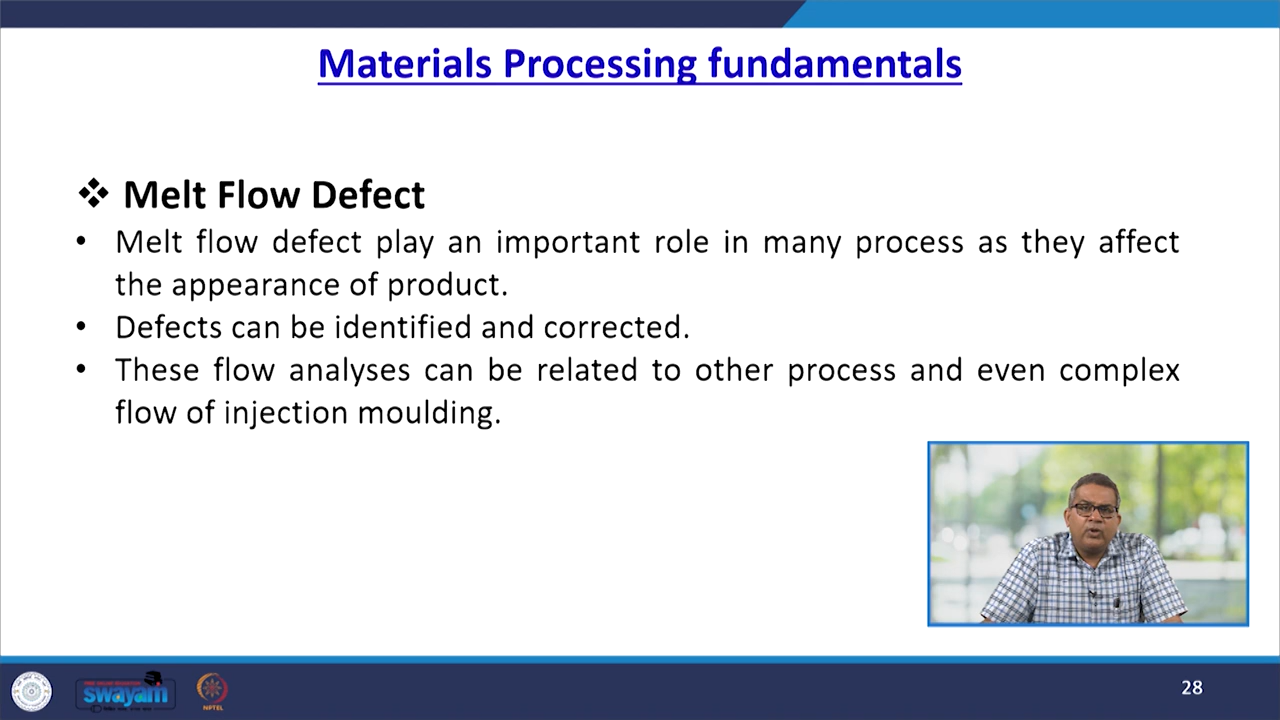 Materials Processing fundamentals
❖ Melt Flow Defect
• Melt flow defect play an important role in many process as they affect
the appearance of product.
• Defects can be identified and corrected.
• These flow analyses can be related to other process and even complex
flow of injection moulding.
swayam
NPTEL
28